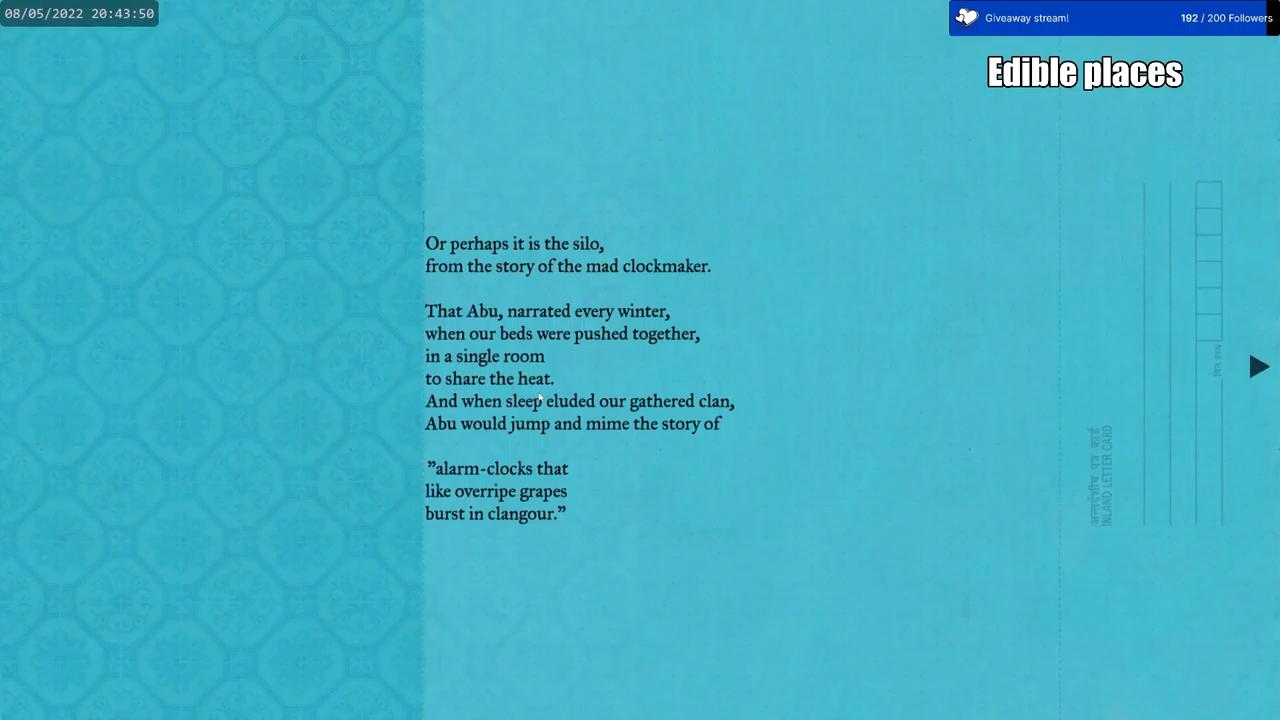 08/05/2022 20:43:50
Giveaway stream! 192 / 200 Followers
Edible places
Or perhaps it is the silo,
from the story of the mad clockmaker.
That Abu, narrated every winter,
when our beds were pushed together,
in a single room
to share the heat.
And when sleep eluded our gathered clan,
Abu would jump and mime the story of
"alarm-clocks that
like overripe grapes
burst in clangour."
INLAND LETTER CARD